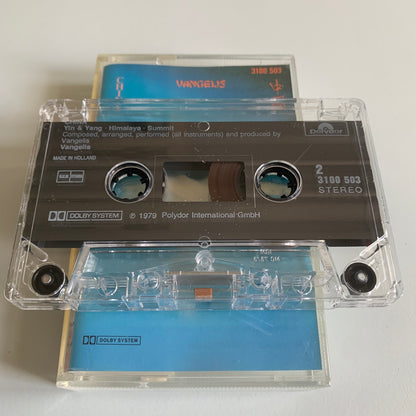 3100 503
VANGELIS
CHINA
Yin & Yang · Himalaya · Summit
Composed, arranged, performed (all instruments) and produced by
Vangelis
Vangelis
MADE IN HOLLAND
polydor
2
3100 503
STEREO
DOLBY SYSTEM
℗ 1979 Polydor International GmbH
DOLBY SYSTEM